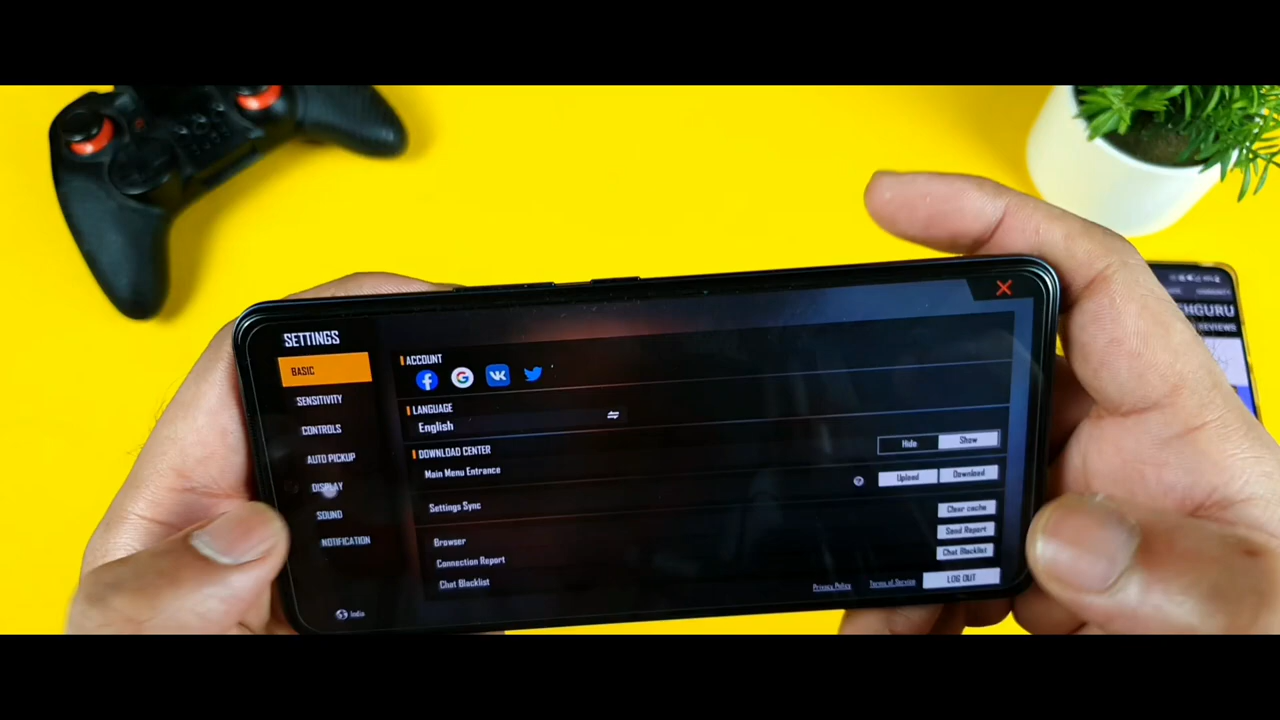 SETTINGS
BASIC
SENSITIVITY
CONTROLS
AUTO PICKUP
DISPLAY
SOUND
NOTIFICATION
India
ACCOUNT
LANGUAGE
English
DOWNLOAD CENTER
Main Menu Entrance
Hide Show
Settings Sync
Upload Download
Browser
Clear cache
Connection Report
Send Report
Chat Blacklist
Chat Blacklist
Privacy Policy Terms of Service LOG OUT
REVIEWS